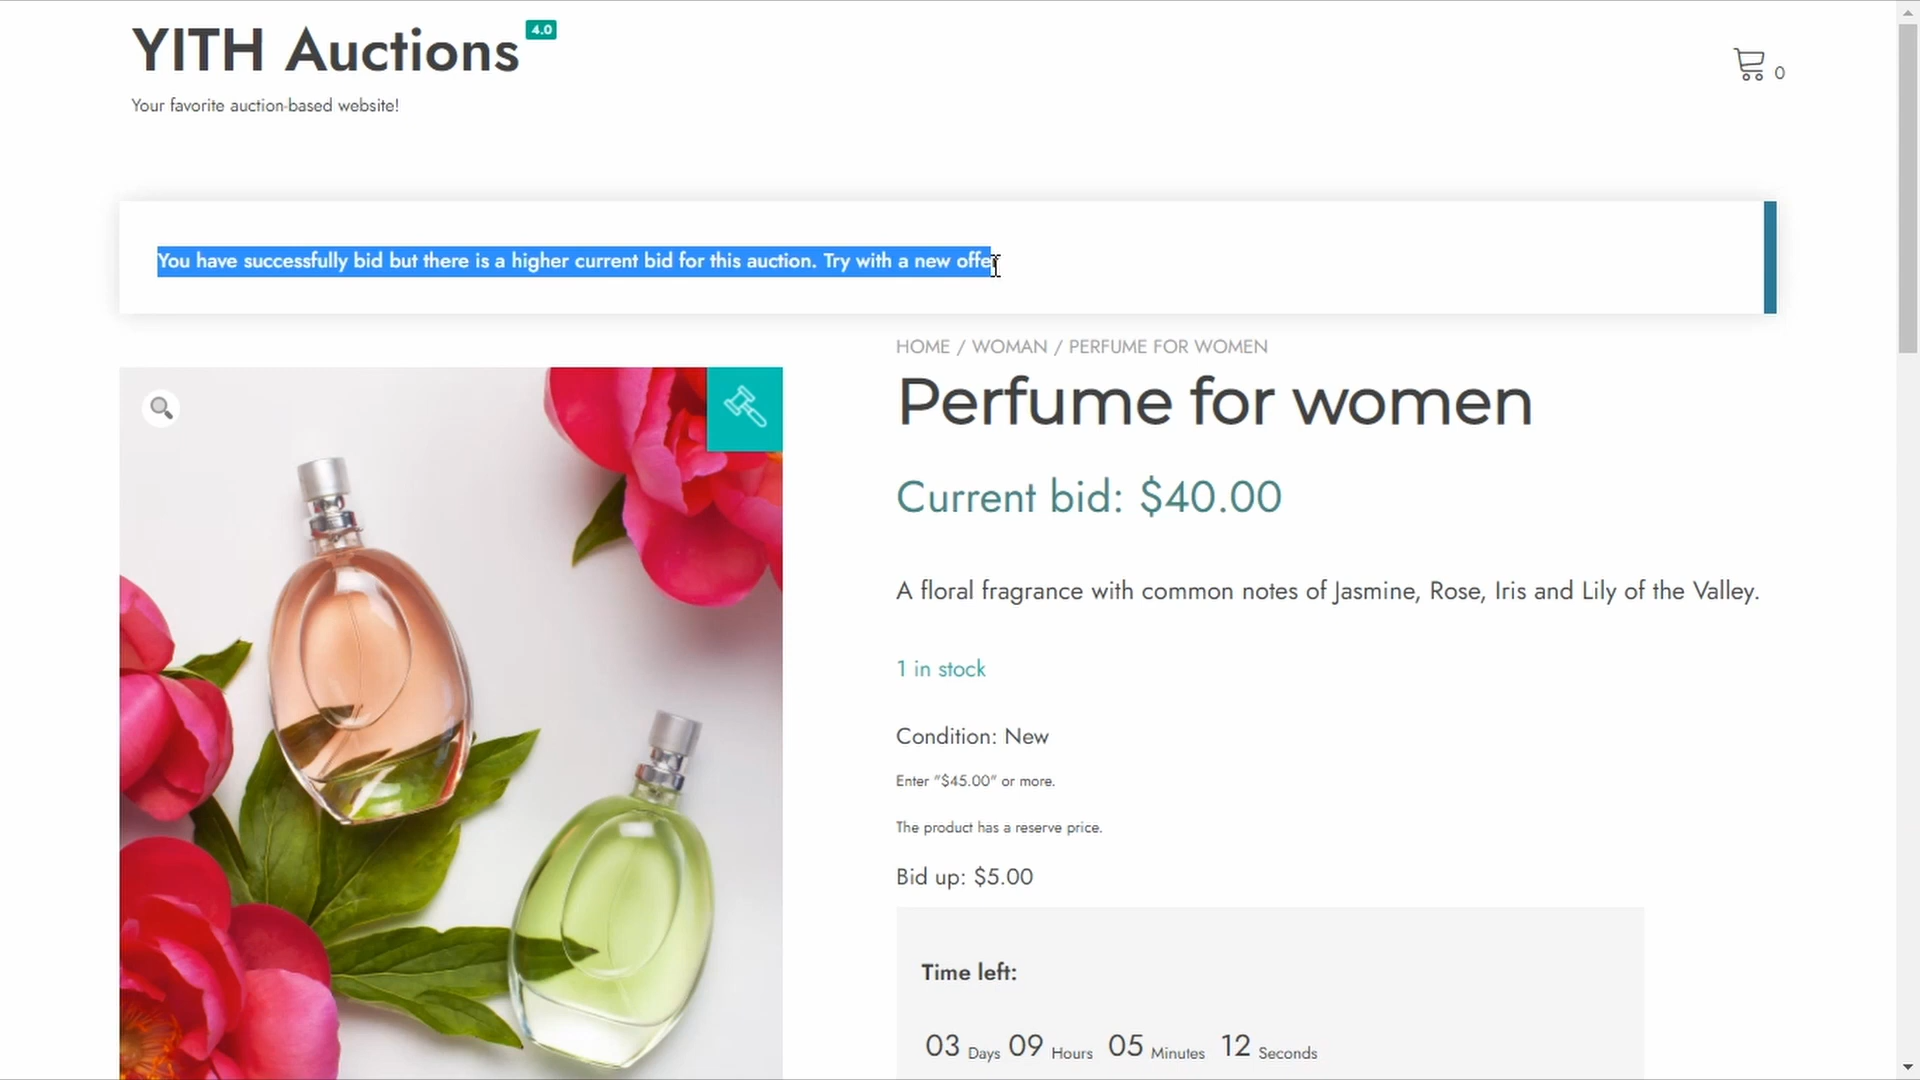 YITH Auctions 4.0
0
Your favorite auction-based website!
You have successfully bid but there is a higher current bid for this auction. Try with a new offer
HOME / WOMAN / PERFUME FOR WOMEN
Perfume for women
Current bid: $40.00
A floral fragrance with common notes of Jasmine, Rose, Iris and Lily of the Valley.
1 in stock
Condition: New
Enter "$45.00" or more.
The product has a reserve price.
Bid up: $5.00
Time left:
03 Days 09 Hours 05 Minutes 12 Seconds